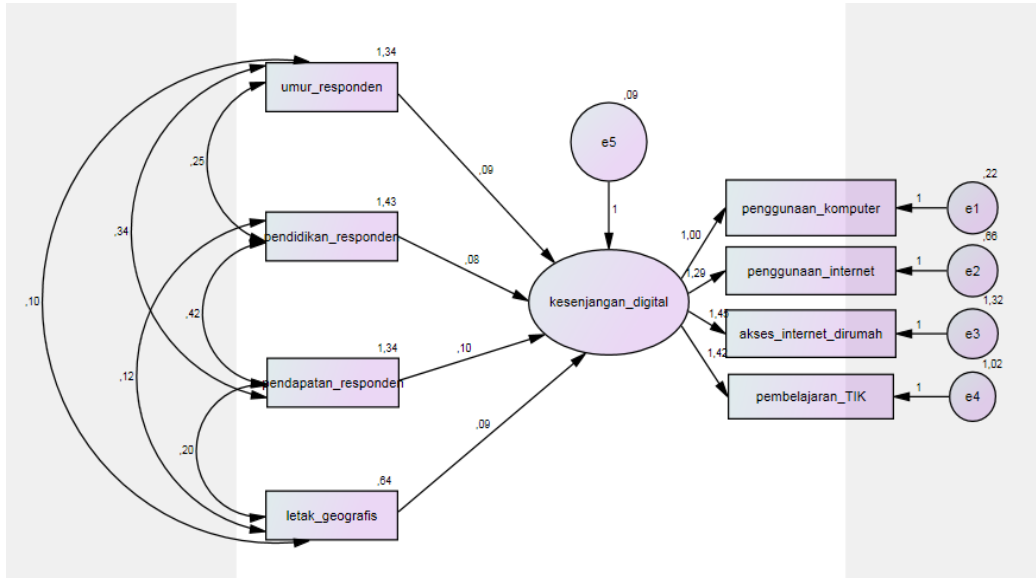 1,34
umur_responden
,09
e5
,25
,09
,22
1
penggunaan_komputer
1
e1
1,43
,34
pendidikan_responden
,08
1,00
,66
penggunaan_internet
1
e2
1,29
,10
kesenjangan_digital
1,32
,42
1,45
akses_internet_dirumah
1
e3
1,34
,10
1,42
1,02
,12
pendapatan_responden
pembelajaran_TIK
1
e4
,09
,20
,64
letak_geografis